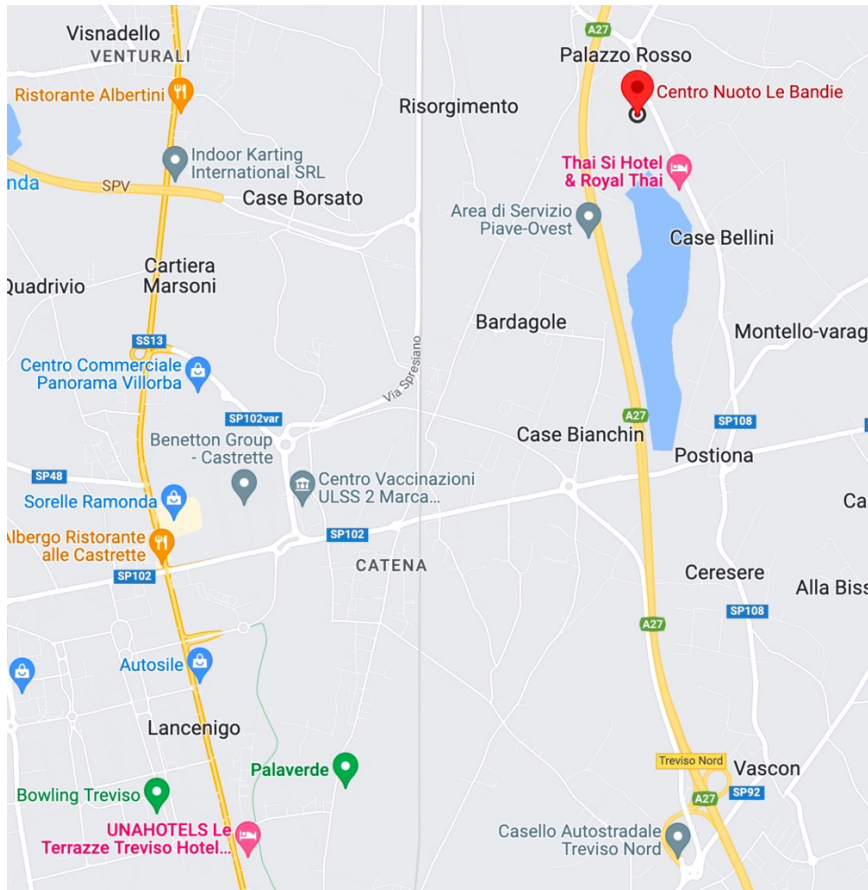 Visnadello
VENTURALI
A27
Palazzo Rosso
Ristorante Albertini
Risorgimento
Centro Nuoto Le Bandie
Indoor Karting
International SRL
Thai Si Hotel
& Royal Thai
nda
SPV
Case Borsato
Area di Servizio
Piave-Ovest
Case Bellini
Quadrivio
Cartiera
Marsoni
Bardagole
Montello-varag
SS13
Centro Commerciale
Panorama Villorba
Via Spresiano
SP102var
A27
SP108
Benetton Group
- Castrette
Case Bianchin
Postiona
SP48
Centro Vaccinazioni
ULSS 2 Marca...
Sorelle Ramonda
Ca
Albergo Ristorante
alle Castrette
SP102
SP102
CATENA
Ceresere
Alla Biss
SP108
A27
Autosile
Lancenigo
Treviso Nord
Palaverde
Vascon
Bowling Treviso
A27
SP92
UNAHOTELS Le
Terrazze Treviso Hotel...
Casello Autostradale
Treviso Nord